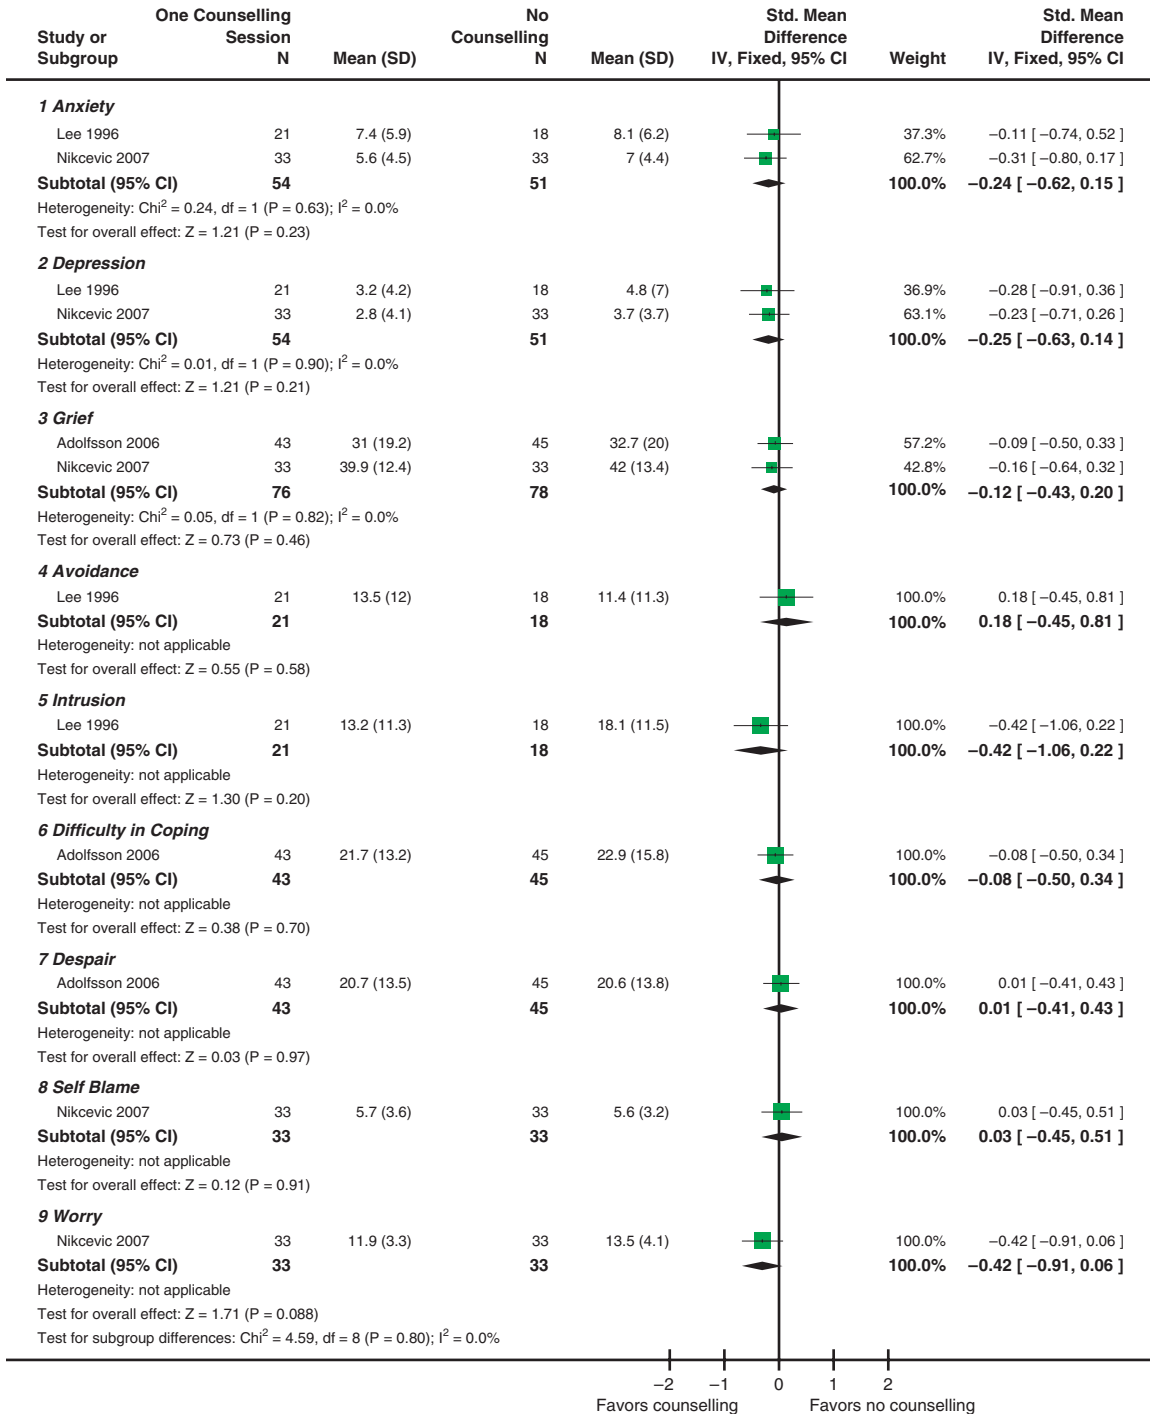 One Counselling No Std. Mean Std. Mean
Study or Session Counselling Difference Difference
Subgroup N Mean (SD) N Mean (SD) IV, Fixed, 95% CI Weight IV, Fixed, 95% CI
1 Anxiety
Lee 1996 21 7.4 (5.9) 18 8.1 (6.2) 37.3% −0.11 [ −0.74, 0.52 ]
Nikcevic 2007 33 5.6 (4.5) 33 7 (4.4) 62.7% −0.31 [ −0.80, 0.17 ]
Subtotal (95% CI) 54 51 100.0% −0.24 [ −0.62, 0.15 ]
Heterogeneity: Chi² = 0.24, df = 1 (P = 0.63); I² = 0.0%
Test for overall effect: Z = 1.21 (P = 0.23)
2 Depression
Lee 1996 21 3.2 (4.2) 18 4.8 (7) 36.9% −0.28 [ −0.91, 0.36 ]
Nikcevic 2007 33 2.8 (4.1) 33 3.7 (3.7) 63.1% −0.23 [ −0.71, 0.26 ]
Subtotal (95% CI) 54 51 100.0% −0.25 [ −0.63, 0.14 ]
Heterogeneity: Chi² = 0.01, df = 1 (P = 0.90); I² = 0.0%
Test for overall effect: Z = 1.21 (P = 0.21)
3 Grief
Adolfsson 2006 43 31 (19.2) 45 32.7 (20) 57.2% −0.09 [ −0.50, 0.33 ]
Nikcevic 2007 33 39.9 (12.4) 33 42 (13.4) 42.8% −0.16 [ −0.64, 0.32 ]
Subtotal (95% CI) 76 78 100.0% −0.12 [ −0.43, 0.20 ]
Heterogeneity: Chi² = 0.05, df = 1 (P = 0.82); I² = 0.0%
Test for overall effect: Z = 0.73 (P = 0.46)
4 Avoidance
Lee 1996 21 13.5 (12) 18 11.4 (11.3) 100.0% 0.18 [ −0.45, 0.81 ]
Subtotal (95% CI) 21 18 100.0% 0.18 [ −0.45, 0.81 ]
Heterogeneity: not applicable
Test for overall effect: Z = 0.55 (P = 0.58)
5 Intrusion
Lee 1996 21 13.2 (11.3) 18 18.1 (11.5) 100.0% −0.42 [ −1.06, 0.22 ]
Subtotal (95% CI) 21 18 100.0% −0.42 [ −1.06, 0.22 ]
Heterogeneity: not applicable
Test for overall effect: Z = 1.30 (P = 0.20)
6 Difficulty in Coping
Adolfsson 2006 43 21.7 (13.2) 45 22.9 (15.8) 100.0% −0.08 [ −0.50, 0.34 ]
Subtotal (95% CI) 43 45 100.0% −0.08 [ −0.50, 0.34 ]
Heterogeneity: not applicable
Test for overall effect: Z = 0.38 (P = 0.70)
7 Despair
Adolfsson 2006 43 20.7 (13.5) 45 20.6 (13.8) 100.0% 0.01 [ −0.41, 0.43 ]
Subtotal (95% CI) 43 45 100.0% 0.01 [ −0.41, 0.43 ]
Heterogeneity: not applicable
Test for overall effect: Z = 0.03 (P = 0.97)
8 Self Blame
Nikcevic 2007 33 5.7 (3.6) 33 5.6 (3.2) 100.0% 0.03 [ −0.45, 0.51 ]
Subtotal (95% CI) 33 33 100.0% 0.03 [ −0.45, 0.51 ]
Heterogeneity: not applicable
Test for overall effect: Z = 0.12 (P = 0.91)
9 Worry
Nikcevic 2007 33 11.9 (3.3) 33 13.5 (4.1) 100.0% −0.42 [ −0.91, 0.06 ]
Subtotal (95% CI) 33 33 100.0% −0.42 [ −0.91, 0.06 ]
Heterogeneity: not applicable
Test for overall effect: Z = 1.71 (P = 0.088)
Test for subgroup differences: Chi² = 4.59, df = 8 (P = 0.80); I² = 0.0%
−2 −1 0 1 2
Favors counselling Favors no counselling